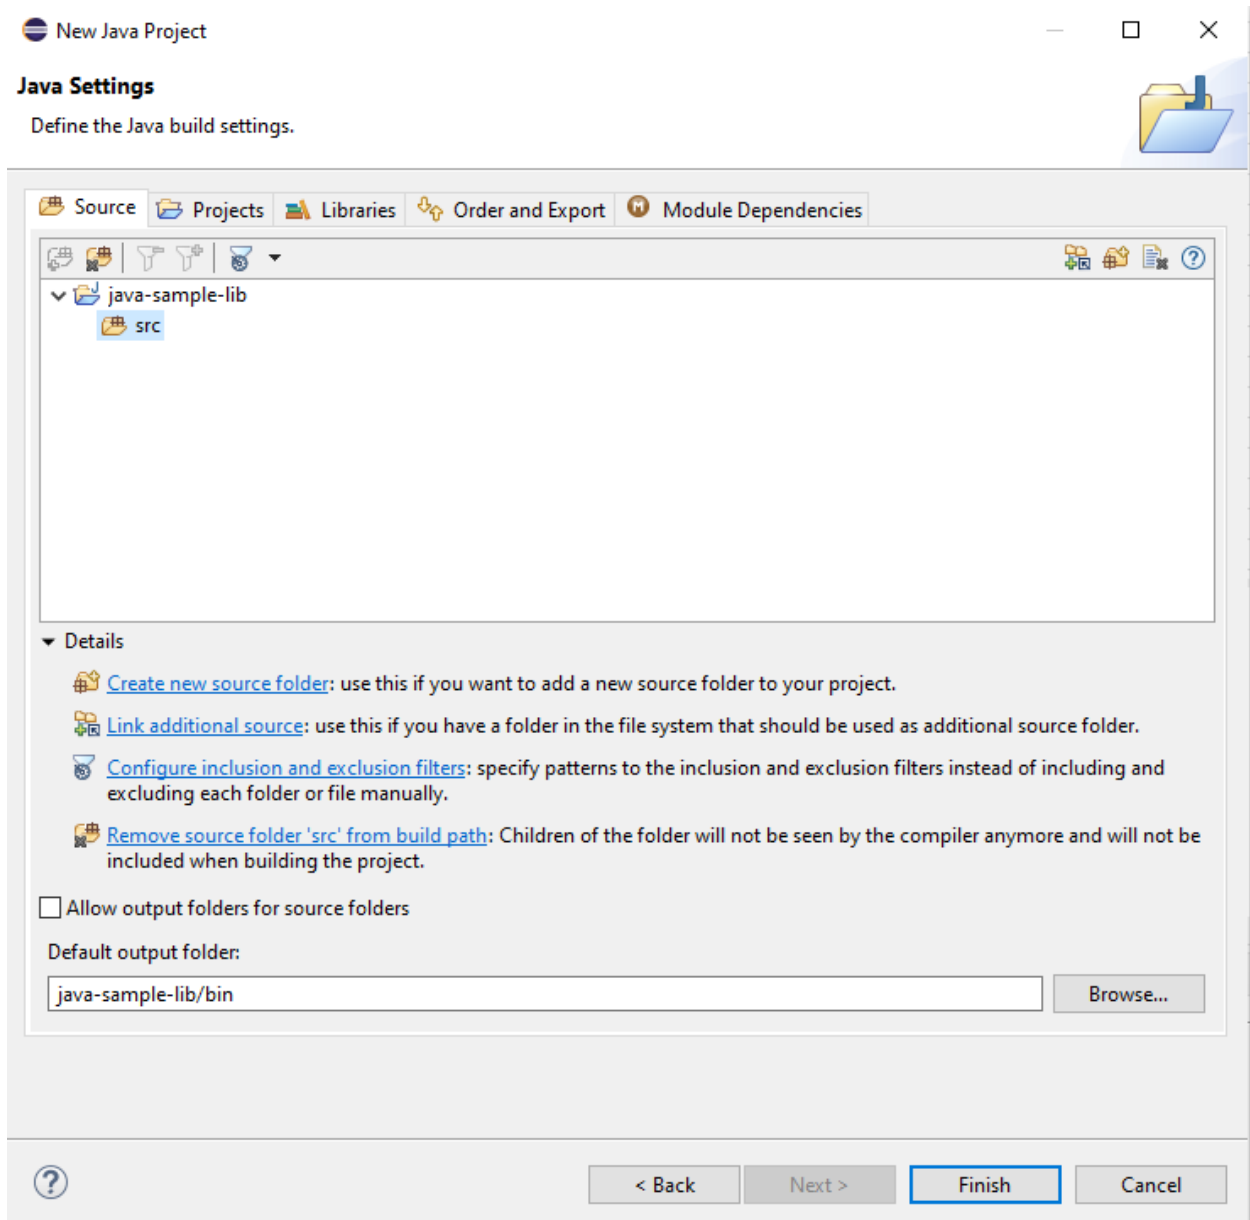 New Java Project
Java Settings
Define the Java build settings.
Source Projects Libraries Order and Export Module Dependencies
java-sample-lib
src
Details
Create new source folder: use this if you want to add a new source folder to your project.
Link additional source: use this if you have a folder in the file system that should be used as additional source folder.
Configure inclusion and exclusion filters: specify patterns to the inclusion and exclusion filters instead of including and
excluding each folder or file manually.
Remove source folder 'src' from build path: Children of the folder will not be seen by the compiler anymore and will not be
included when building the project.
Allow output folders for source folders
Default output folder:
java-sample-lib/bin Browse...
< Back Next > Finish Cancel